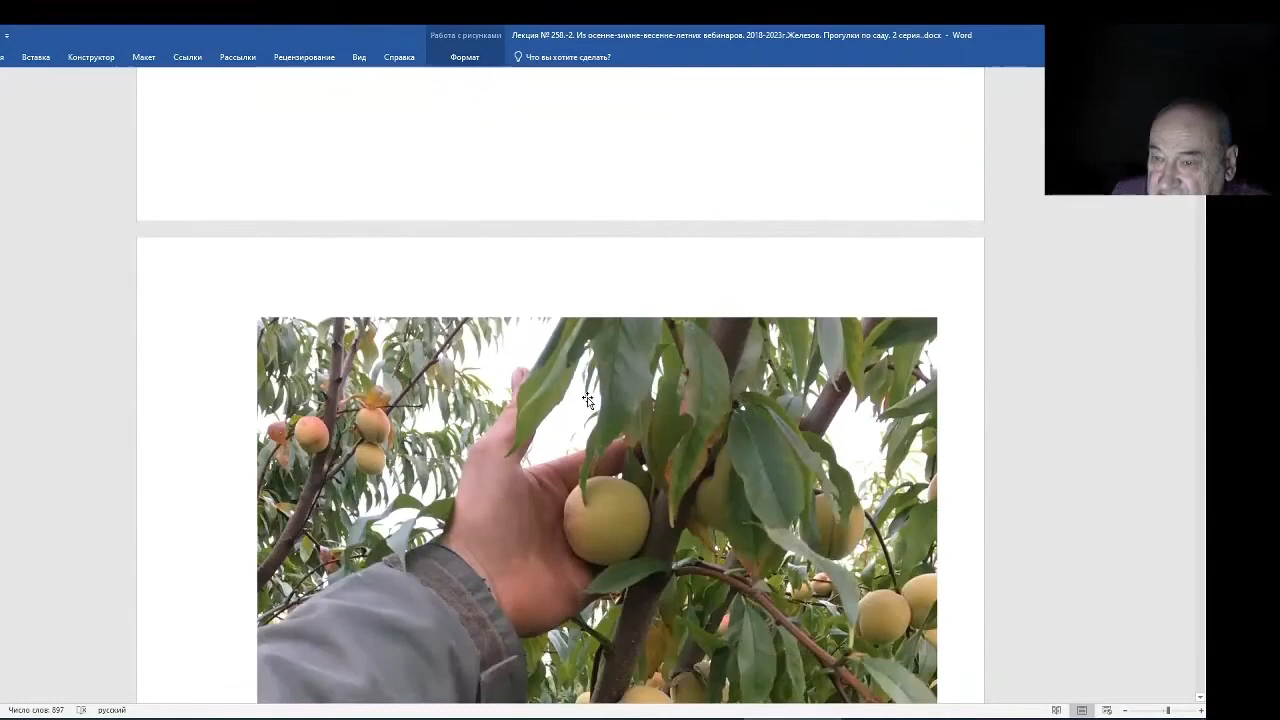 Работа с рисунками
Лекция № 258.-2. Из осенне-зимне-весенне-летних вебинаров. 2018-2023г.Железов. Прогулки по саду. 2 серия..docx - Word
я Вставка Конструктор Макет Ссылки Рассылки Рецензирование Вид Справка Формат Что вы хотите сделать?
Число слов: 897 русский